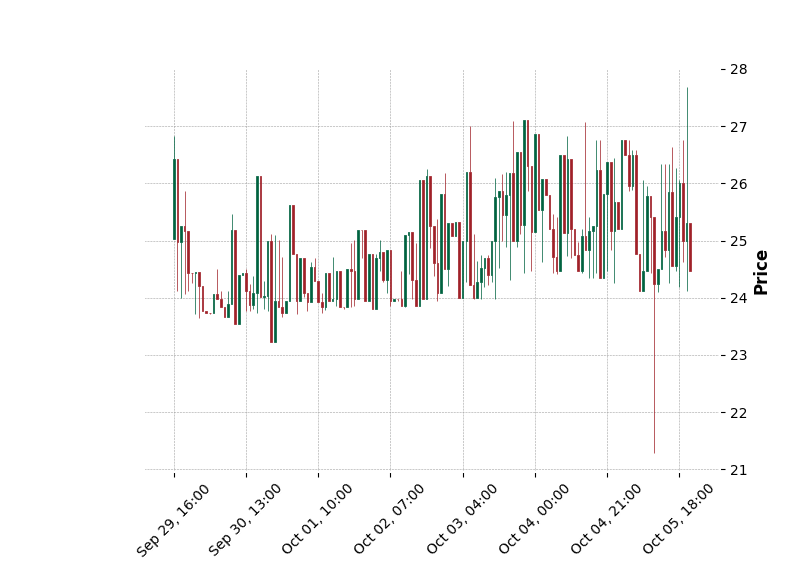 28
27
26
25
24
23
22
21
Price
Sep 29, 16:00
Sep 30, 13:00
Oct 01, 10:00
Oct 02, 07:00
Oct 03, 04:00
Oct 04, 00:00
Oct 04, 21:00
Oct 05, 18:00